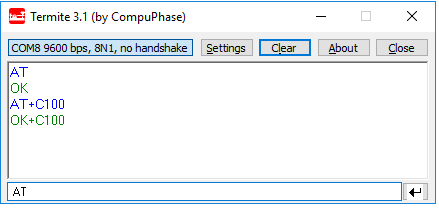 Termite 3.1 (by CompuPhase)
COM8 9600 bps, 8N1, no handshake Settings Clear About Close
AT
OK
AT+C100
OK+C100
AT